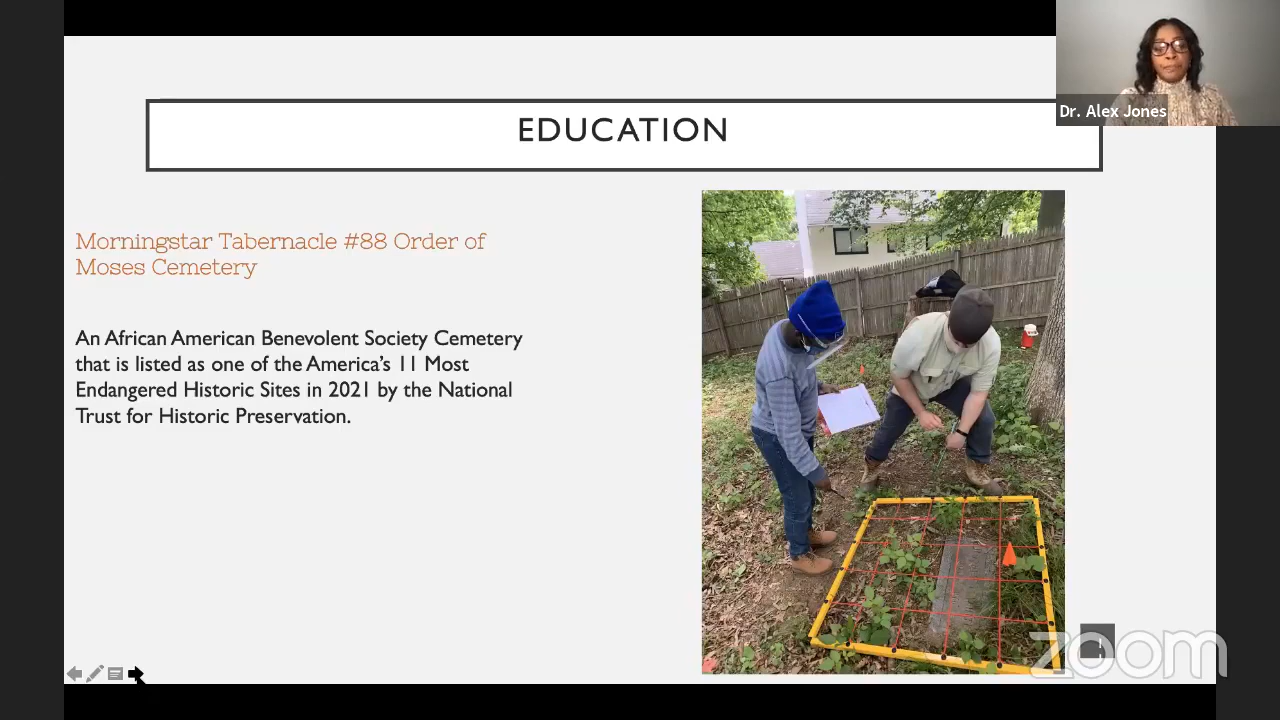 Dr. Alex Jones
EDUCATION
Morningstar Tabernacle #88 Order of
Moses Cemetery
An African American Benevolent Society Cemetery
that is listed as one of the America's 11 Most
Endangered Historic Sites in 2021 by the National
Trust for Historic Preservation.
zoom